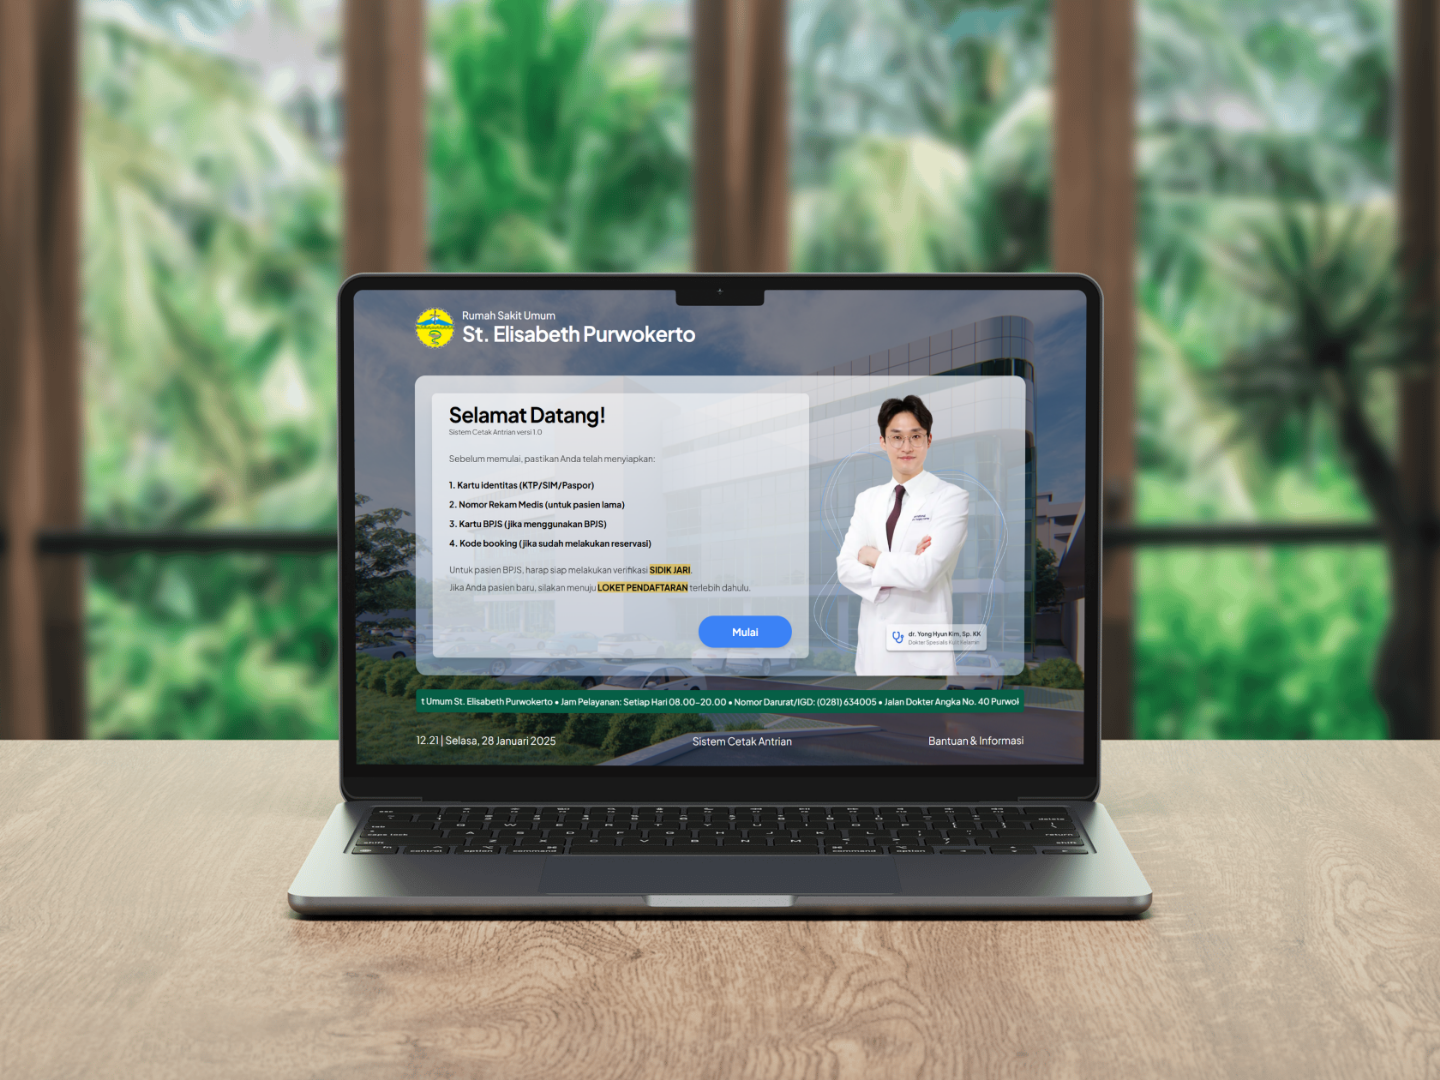 Rumah Sakit Umum
St. Elisabeth Purwokerto
Selamat Datang!
Sistem Cetak Antrian versi 1.0
Sebelum memulai, pastikan Anda telah menyiapkan:
1. Kartu identitas (KTP/SIM/Paspor)
2. Nomor Rekam Medis (untuk pasien lama)
3. Kartu BPJS (jika menggunakan BPJS)
4. Kode booking (jika sudah melakukan reservasi)
Untuk pasien BPJS, harap siap melakukan verifikasi SIDIK JARI.
Jika Anda pasien baru, silakan menuju LOKET PENDAFTARAN terlebih dahulu.
Mulai
dr. Yong Hyun Kim, Sp. KK
Dokter Spesialis Kulit Kelamin
t Umum St. Elisabeth Purwokerto • Jam Pelayanan: Setiap Hari 08.00-20.00 • Nomor Darurat/IGD: (0281) 634005 • Jalan Dokter Angka No. 40 Purwok
12.21 | Selasa, 28 Januari 2025
Sistem Cetak Antrian
Bantuan & Informasi